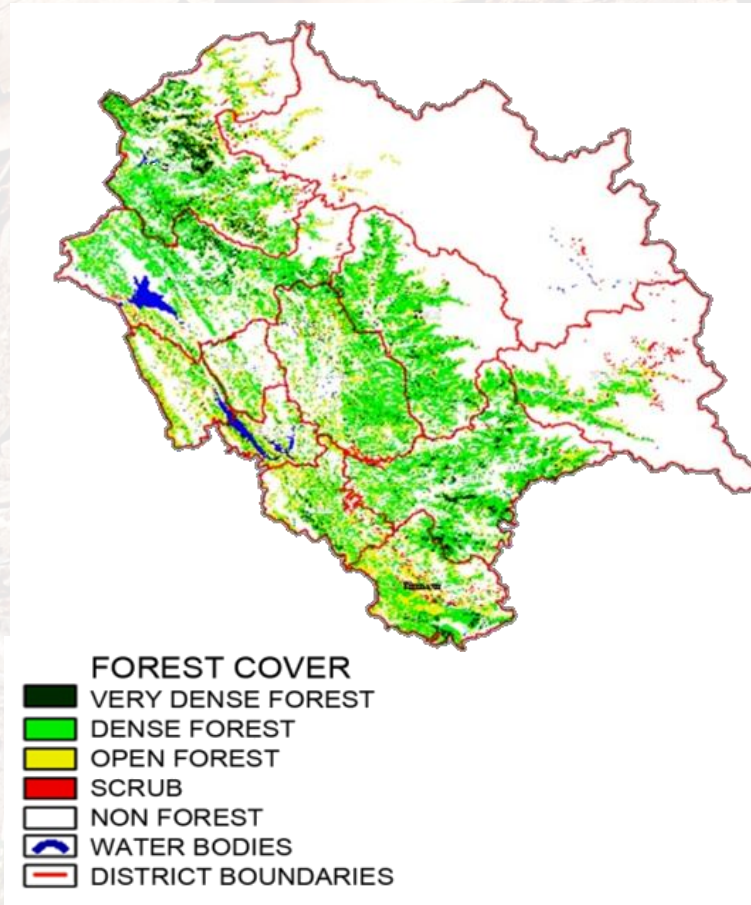 FOREST COVER
VERY DENSE FOREST
DENSE FOREST
OPEN FOREST
SCRUB
NON FOREST
WATER BODIES
DISTRICT BOUNDARIES